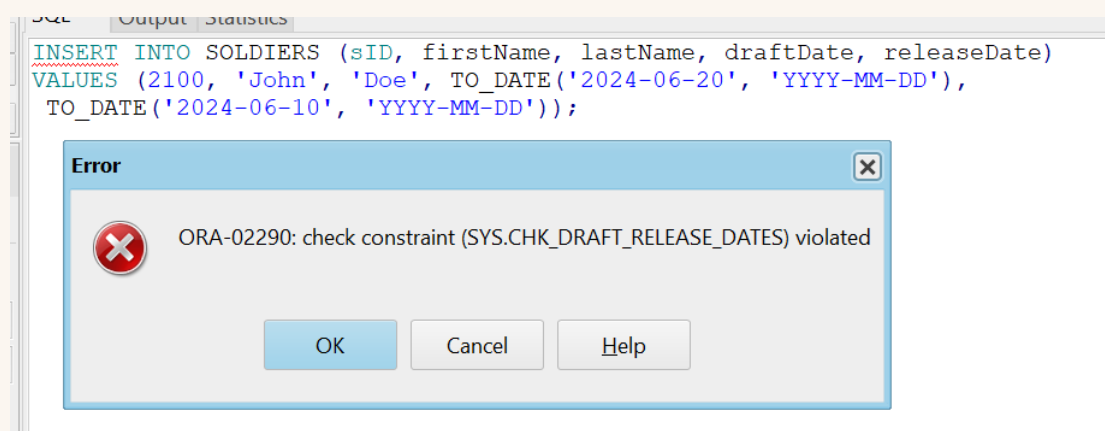 SQL Output Statistics
INSERT INTO SOLDIERS (sID, firstName, lastName, draftDate, releaseDate)
VALUES (2100, 'John', 'Doe', TO_DATE('2024-06-20', 'YYYY-MM-DD'),
TO_DATE('2024-06-10', 'YYYY-MM-DD'));
Error
ORA-02290: check constraint (SYS.CHK_DRAFT_RELEASE_DATES) violated
OK Cancel Help